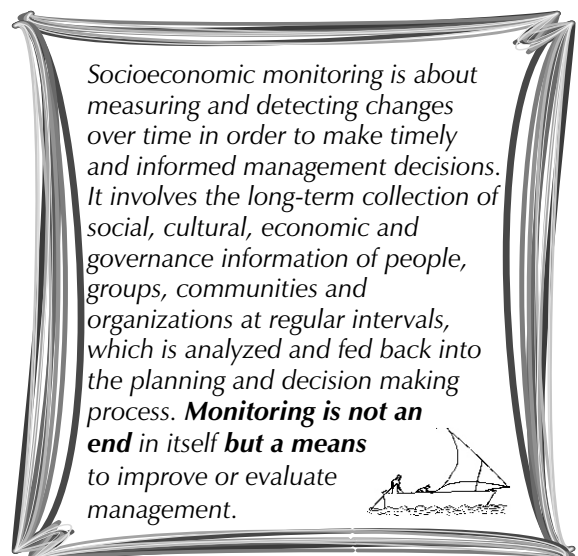 Socioeconomic monitoring is about
measuring and detecting changes
over time in order to make timely
and informed management decisions.
It involves the long-term collection of
social, cultural, economic and
governance information of people,
groups, communities and
organizations at regular intervals,
which is analyzed and fed back into
the planning and decision making
process. Monitoring is not an
end in itself but a means
to improve or evaluate
management.